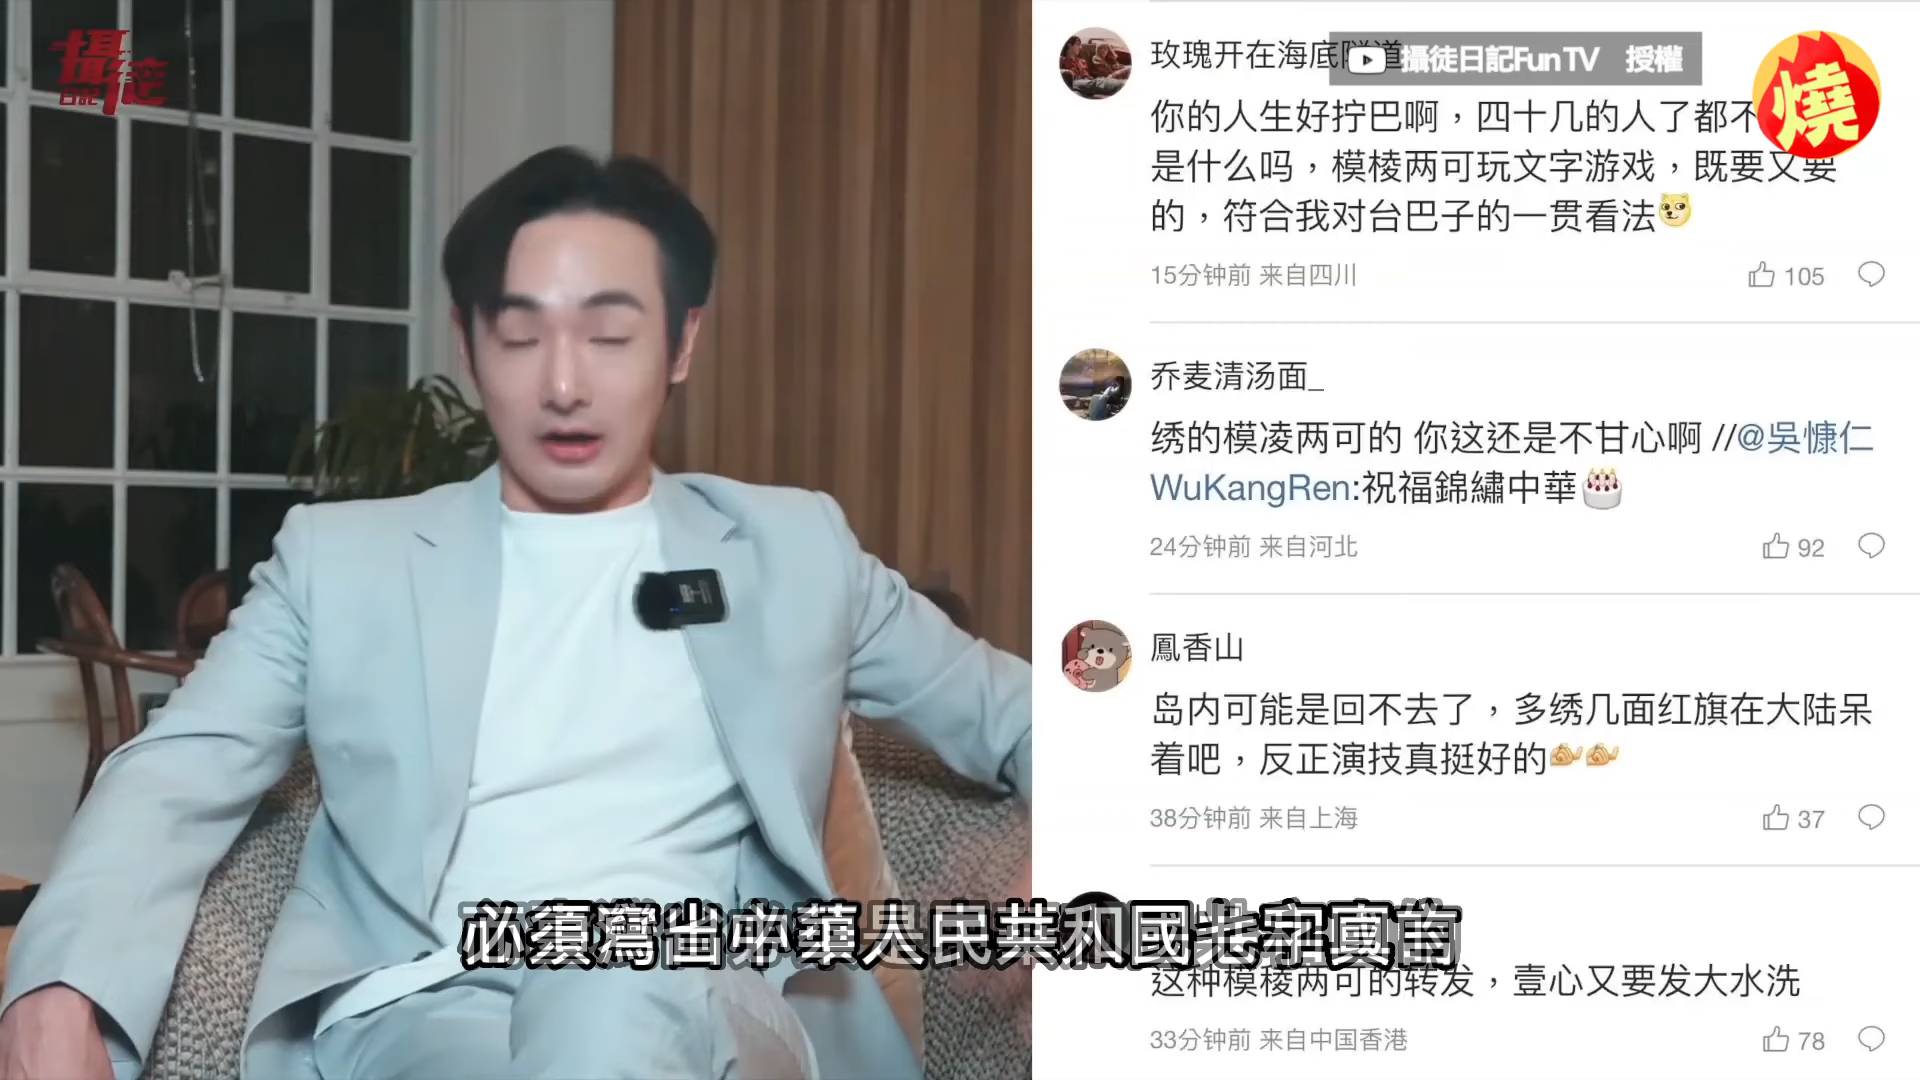 攝徒
日記
玫瑰开在海底隧道
攝徒日記FunTV 授權
燒
你的人生好拧巴啊，四十几的人了都不
是什么吗，模棱两可玩文字游戏，既要又要
的，符合我对台巴子的一贯看法
15分钟前 来自四川
105
乔麦清汤面_
绣的模凌两可的 你这还是不甘心啊 //@吳慷仁
WuKangRen:祝福錦繡中華
24分钟前 来自河北
92
鳳香山
岛内可能是回不去了，多绣几面红旗在大陆呆
着吧，反正演技真挺好的
38分钟前 来自上海
37
这种模棱两可的转发，壹心又要发大水洗
33分钟前 来自中国香港
78